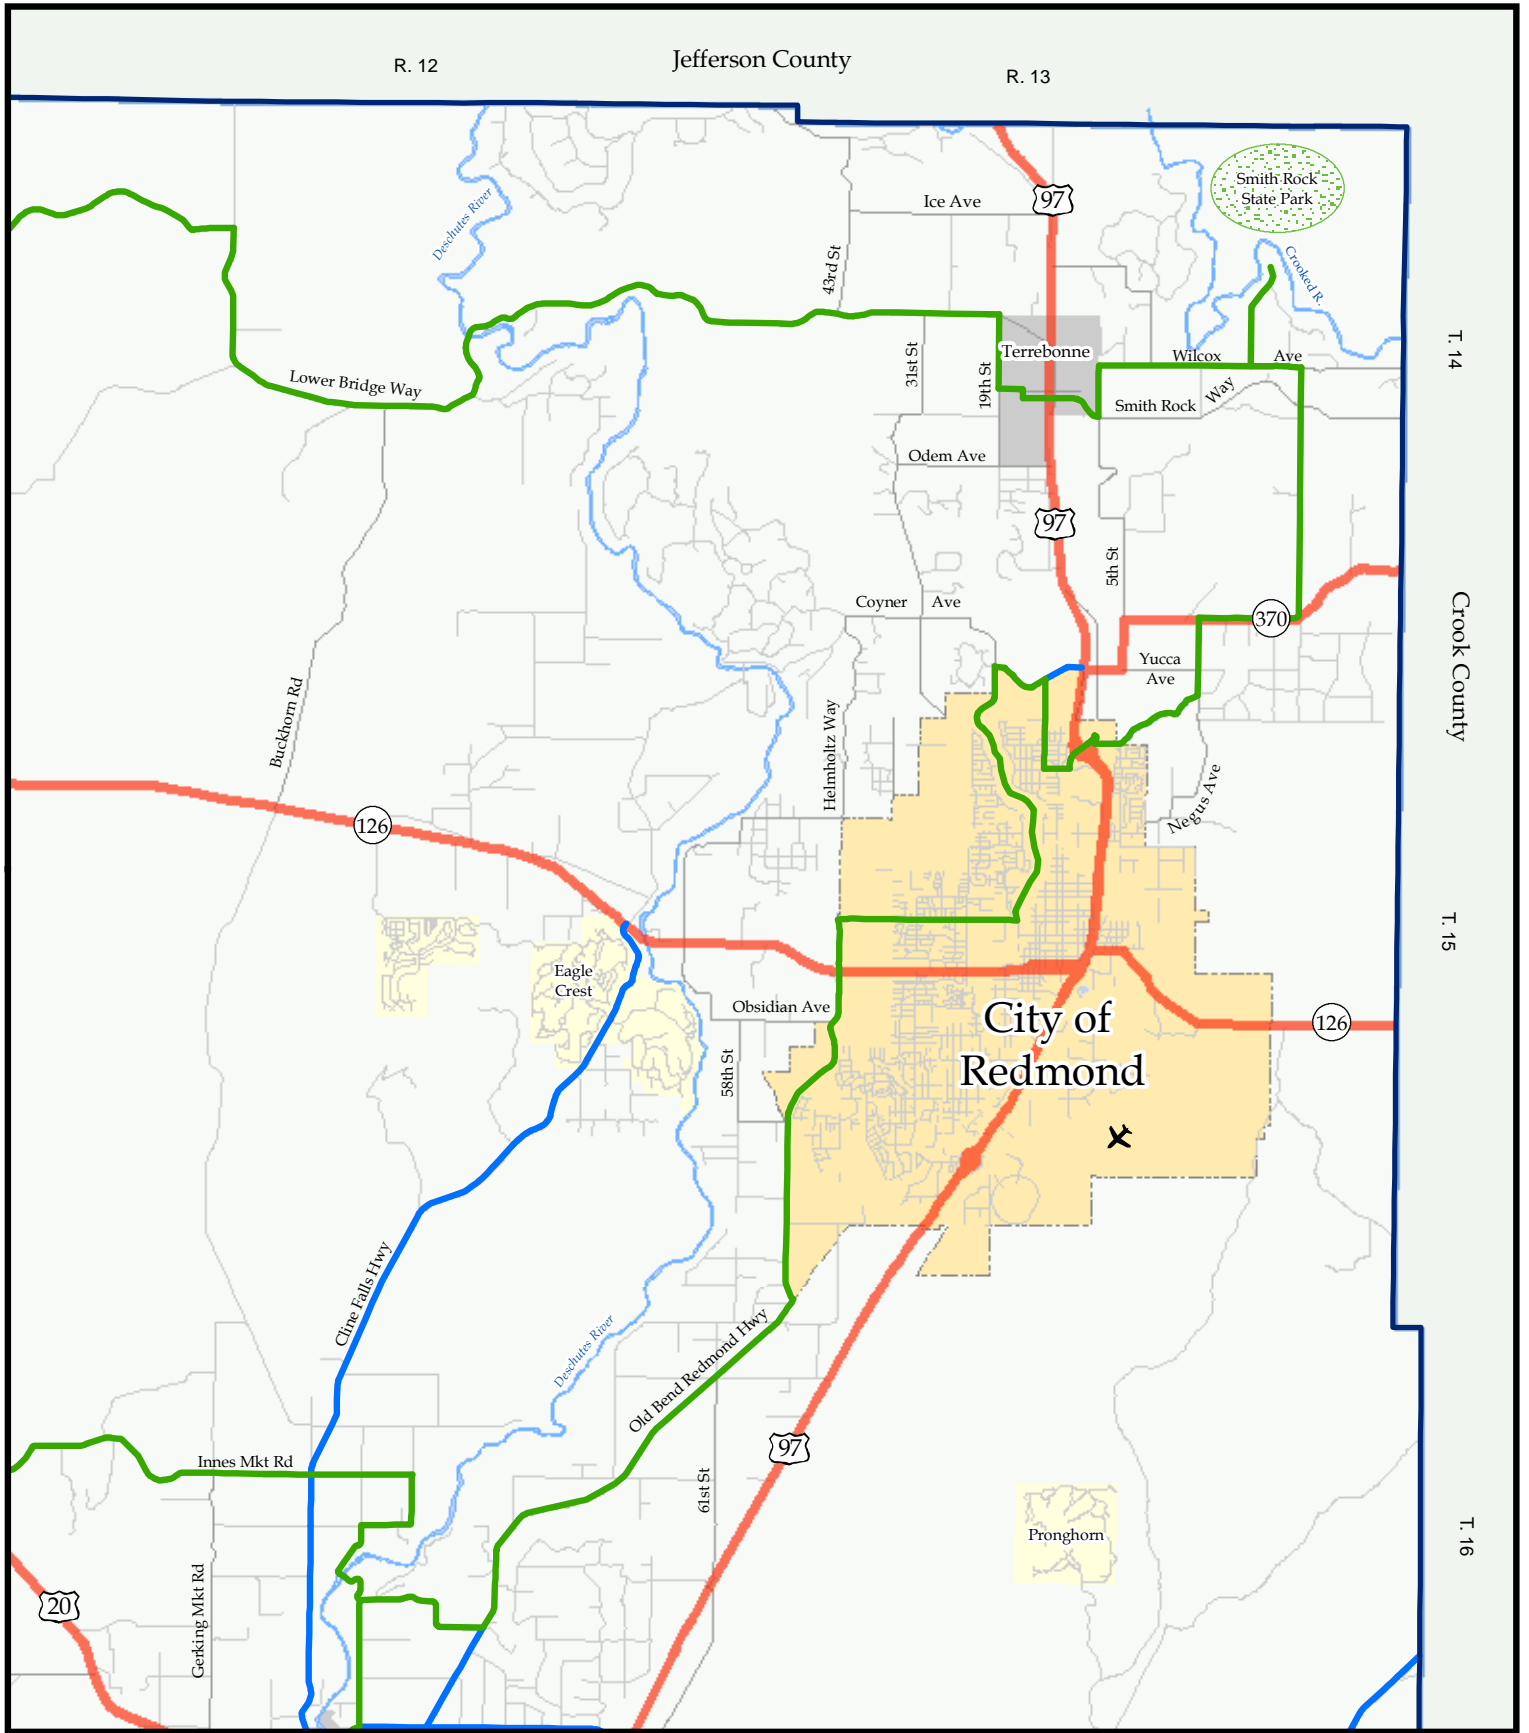 Jefferson County
R. 12
R. 13
Smith Rock
State Park
Deschutes River
Ice Ave
97
43rd St
Crooked R.
T. 14
Terrebonne
Wilcox
Ave
31st St
19th St
Lower Bridge Way
Smith Rock
Way
Odem Ave
97
5th St
Coyner
Ave
370
Crook County
Yucca
Ave
Buckhorn Rd
Helmholtz Way
Negus Ave
126
T. 15
Eagle
Crest
Obsidian Ave
City of
Redmond
126
58th St
Cline Falls Hwy
Deschutes River
Old Bend Redmond Hwy
97
Innes Mkt Rd
61st St
Pronghorn
T. 16
20
Gerking Mkt Rd